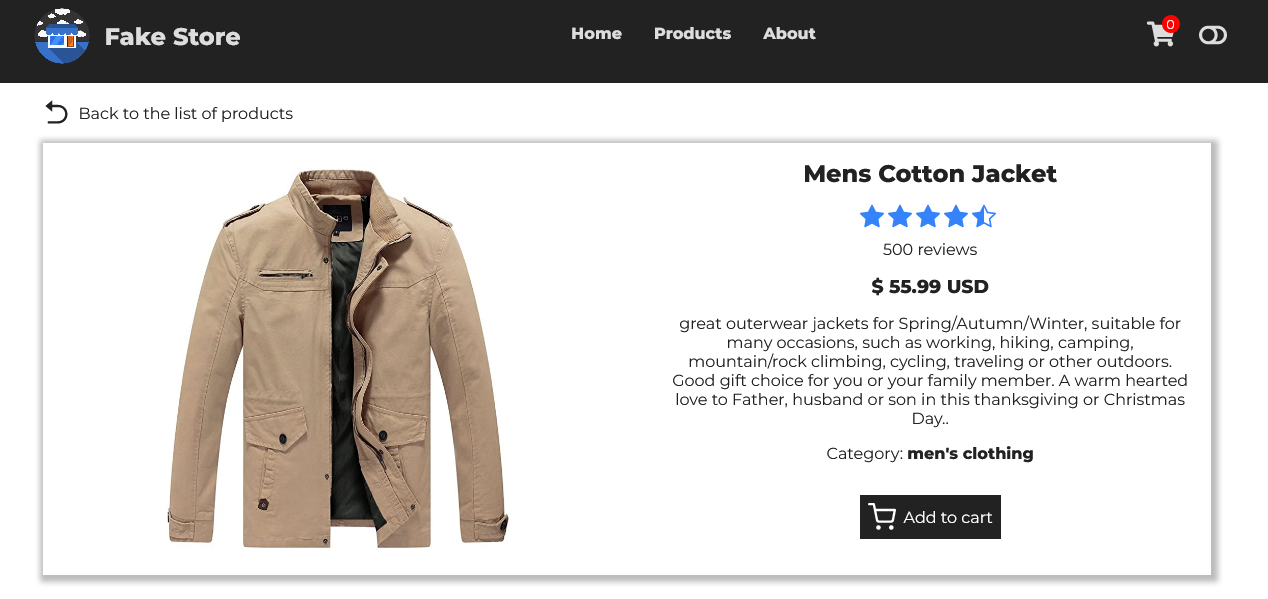 Fake Store
Home
Products
About
0
Back to the list of products
Mens Cotton Jacket
500 reviews
$ 55.99 USD
great outerwear jackets for Spring/Autumn/Winter, suitable for
many occasions, such as working, hiking, camping,
mountain/rock climbing, cycling, traveling or other outdoors.
Good gift choice for you or your family member. A warm hearted
love to Father, husband or son in this thanksgiving or Christmas
Day..
Category: men's clothing
Add to cart